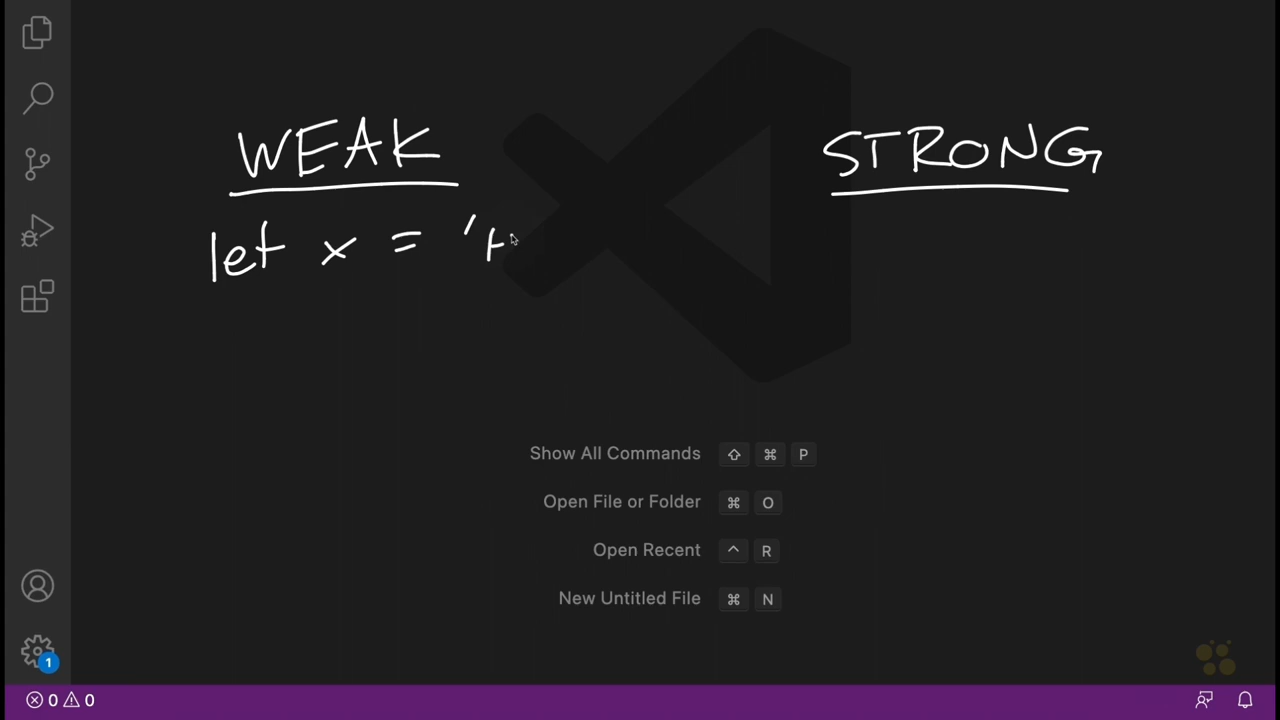 WEAK STRONG
let x = '
Show All Commands ⇧ ⌘ P
Open File or Folder ⌘ O
Open Recent ^ R
New Untitled File ⌘ N
1
0 0